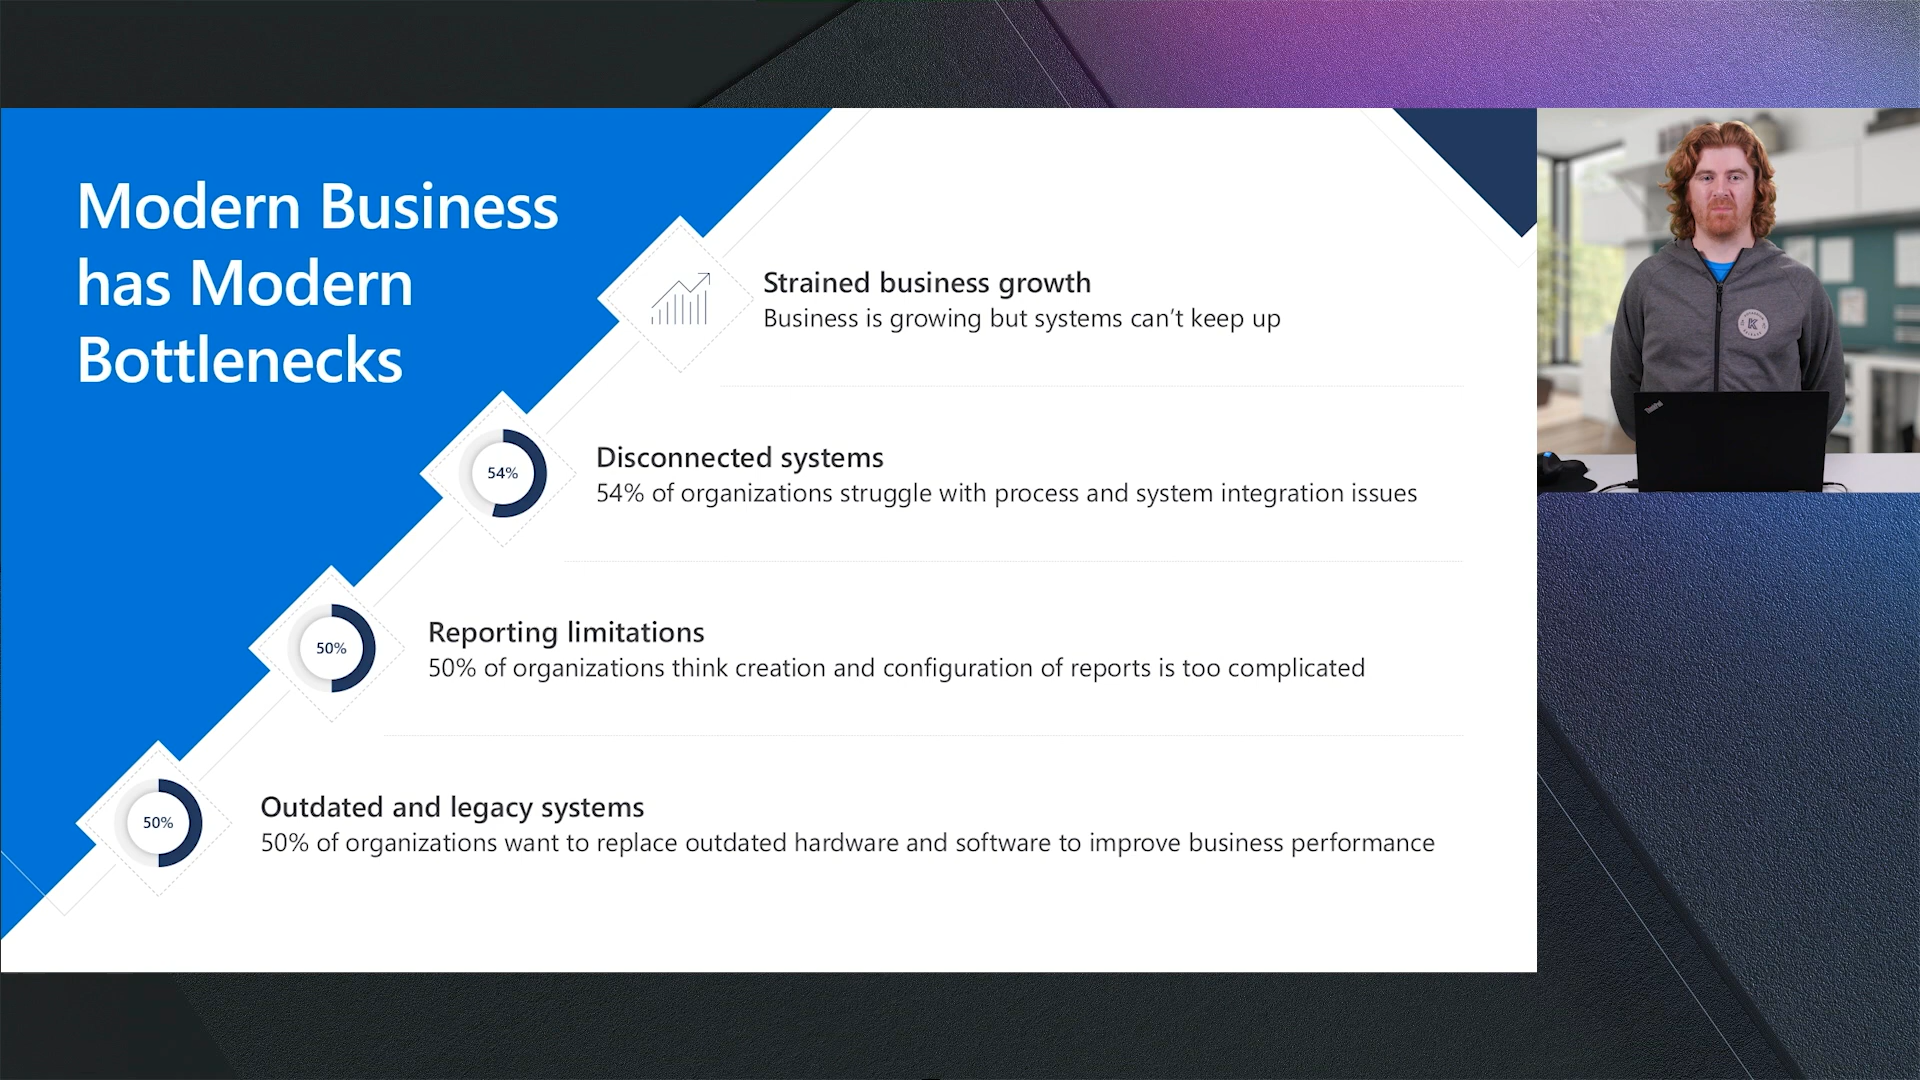 Modern Business
has Modern
Bottlenecks
Strained business growth
Business is growing but systems can't keep up
54%
Disconnected systems
54% of organizations struggle with process and system integration issues
50%
Reporting limitations
50% of organizations think creation and configuration of reports is too complicated
50%
Outdated and legacy systems
50% of organizations want to replace outdated hardware and software to improve business performance
K
ThinkPad